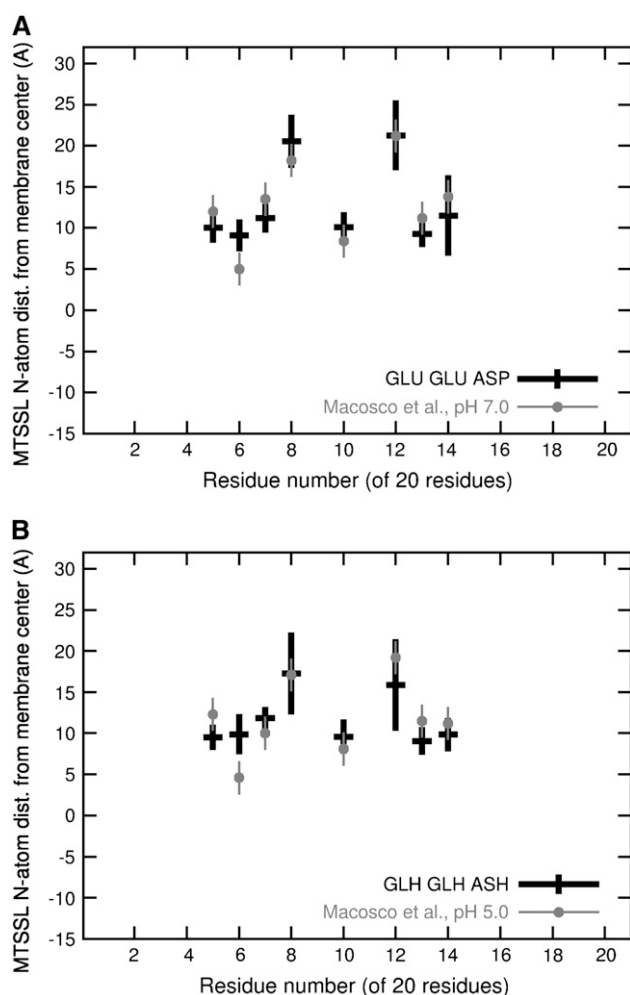 A
MTSSL N-atom dist. from membrane center (A)
30
25
20
15
10
5
0
-5
-10
-15
GLU GLU ASP
Macosco et al., pH 7.0
2 4 6 8 10 12 14 16 18 20
Residue number (of 20 residues)
B
MTSSL N-atom dist. from membrane center (A)
30
25
20
15
10
5
0
-5
-10
-15
GLH GLH ASH
Macosco et al., pH 5.0
2 4 6 8 10 12 14 16 18 20
Residue number (of 20 residues)